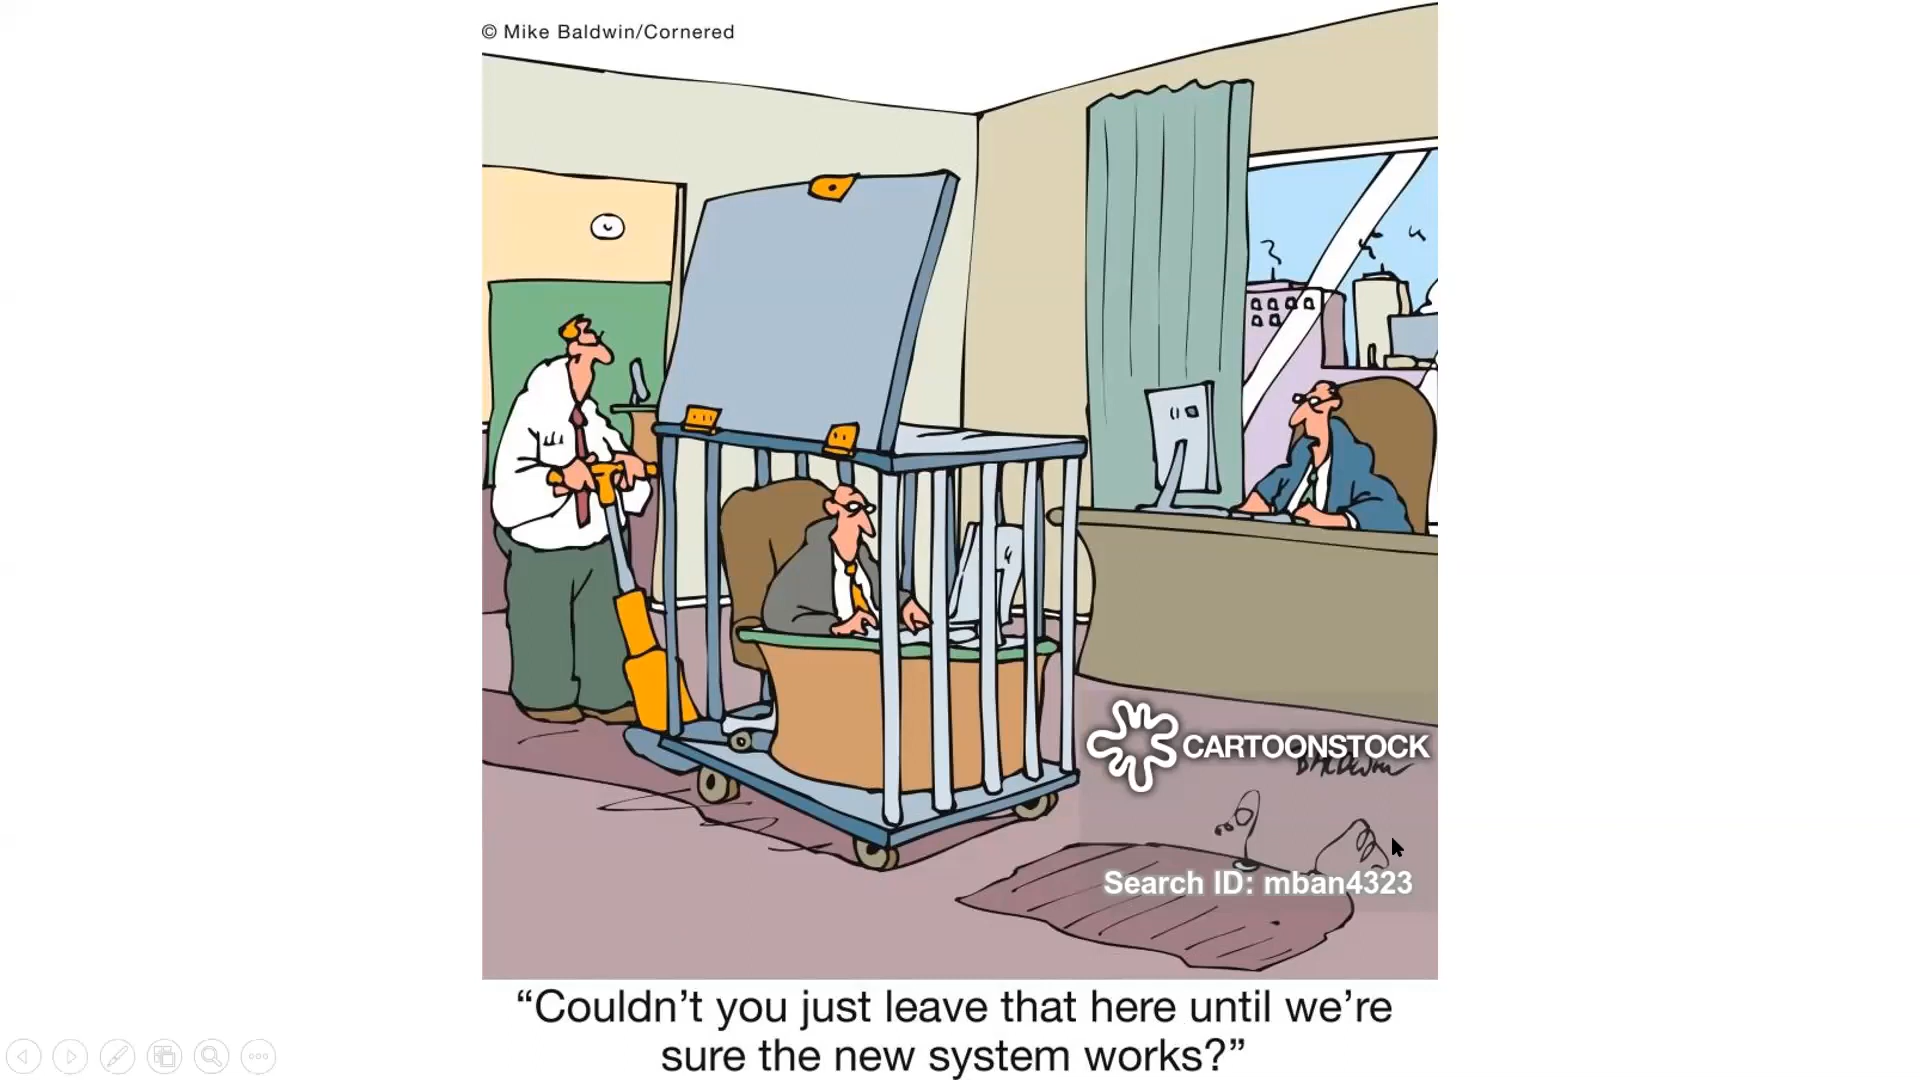 © Mike Baldwin/Cornered
CARTOONSTOCK
BALDWIN
Search ID: mban4323
“Couldn’t you just leave that here until we’re
sure the new system works?”